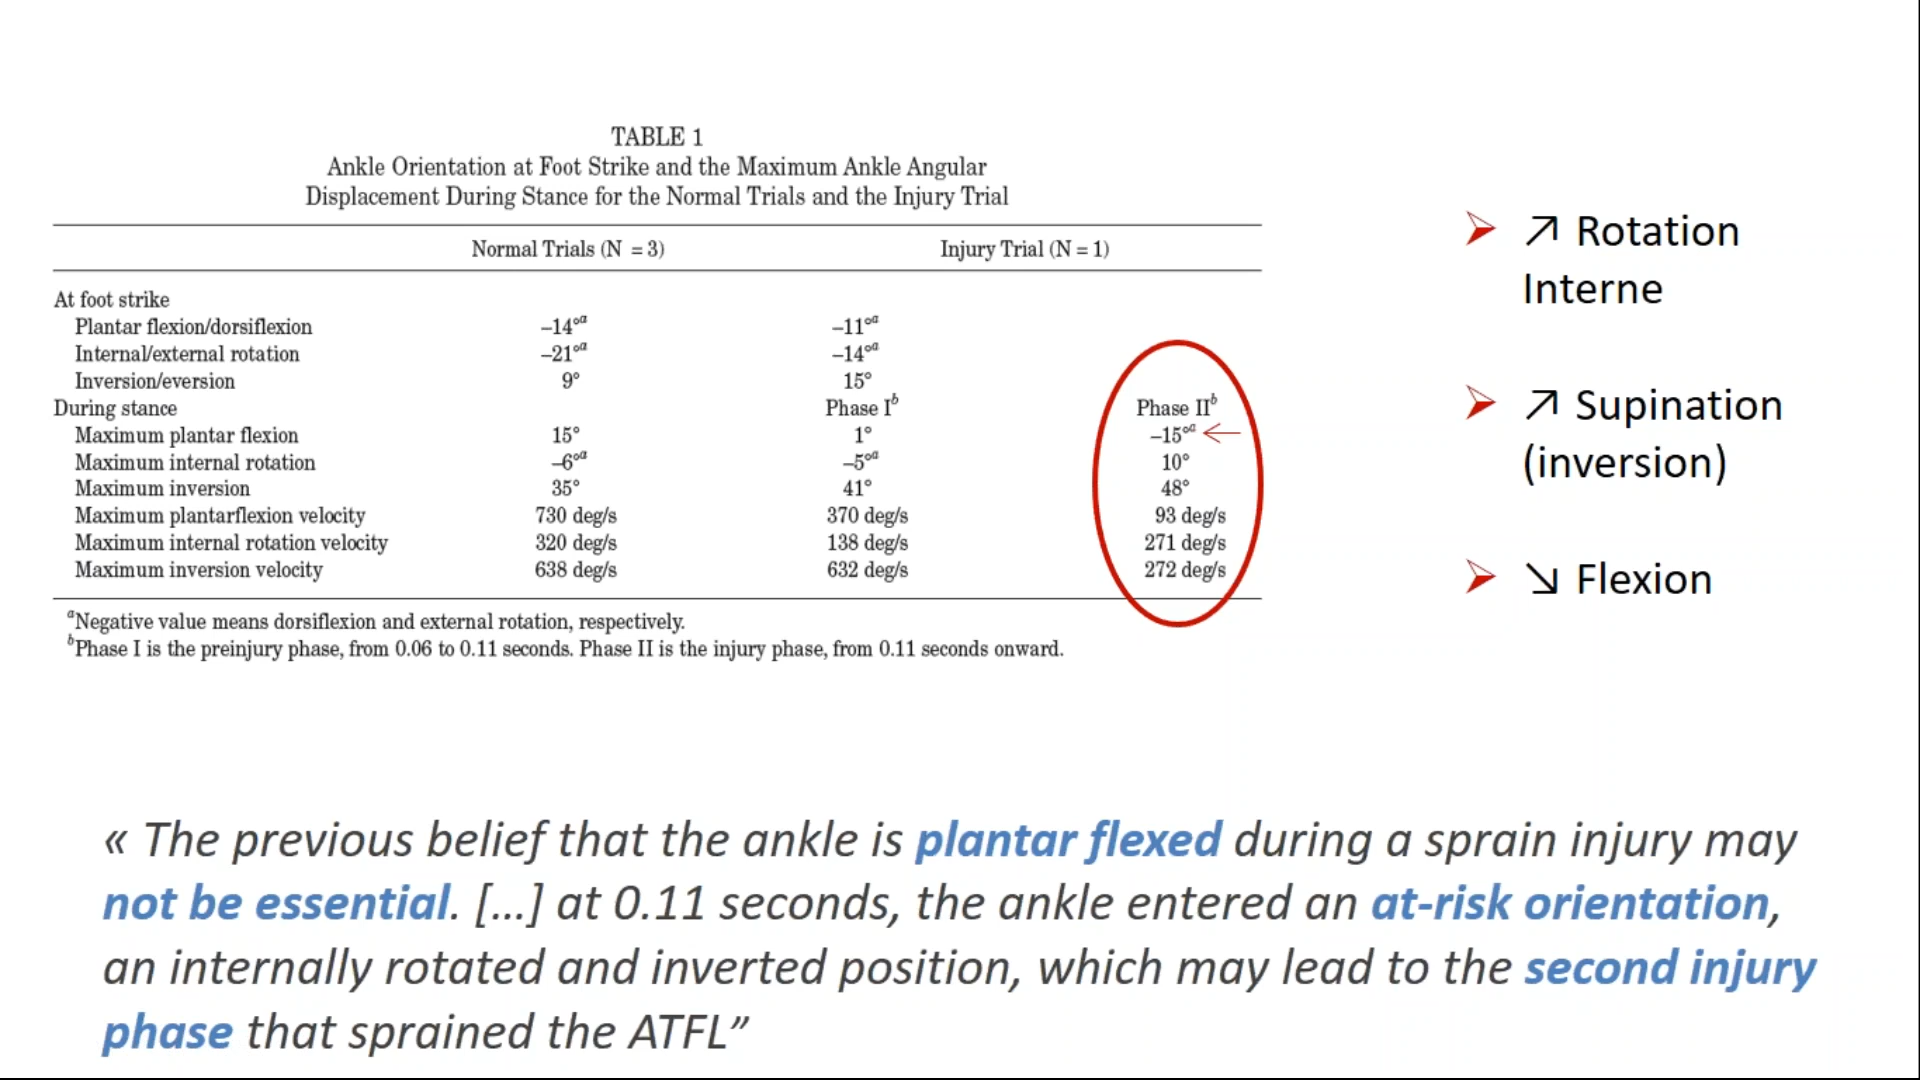 TABLE 1
Ankle Orientation at Foot Strike and the Maximum Ankle Angular
Displacement During Stance for the Normal Trials and the Injury Trial
Normal Trials (N = 3) Injury Trial (N = 1)
At foot strike
Plantar flexion/dorsiflexion –14°ᵃ –11°ᵃ
Internal/external rotation –21°ᵃ –14°ᵃ
Inversion/eversion 9° 15°
During stance Phase Iᵇ Phase IIᵇ
Maximum plantar flexion 15° 1° –15°ᵃ
Maximum internal rotation –6°ᵃ –5°ᵃ 10°
Maximum inversion 35° 41° 48°
Maximum plantarflexion velocity 730 deg/s 370 deg/s 93 deg/s
Maximum internal rotation velocity 320 deg/s 138 deg/s 271 deg/s
Maximum inversion velocity 638 deg/s 632 deg/s 272 deg/s
ᵃNegative value means dorsiflexion and external rotation, respectively.
ᵇPhase I is the preinjury phase, from 0.06 to 0.11 seconds. Phase II is the injury phase, from 0.11 seconds onward.
➢ ↗ Rotation
Interne
➢ ↗ Supination
(inversion)
➢ ↘ Flexion
« The previous belief that the ankle is plantar flexed during a sprain injury may
not be essential. [...] at 0.11 seconds, the ankle entered an at-risk orientation,
an internally rotated and inverted position, which may lead to the second injury
phase that sprained the ATFL”